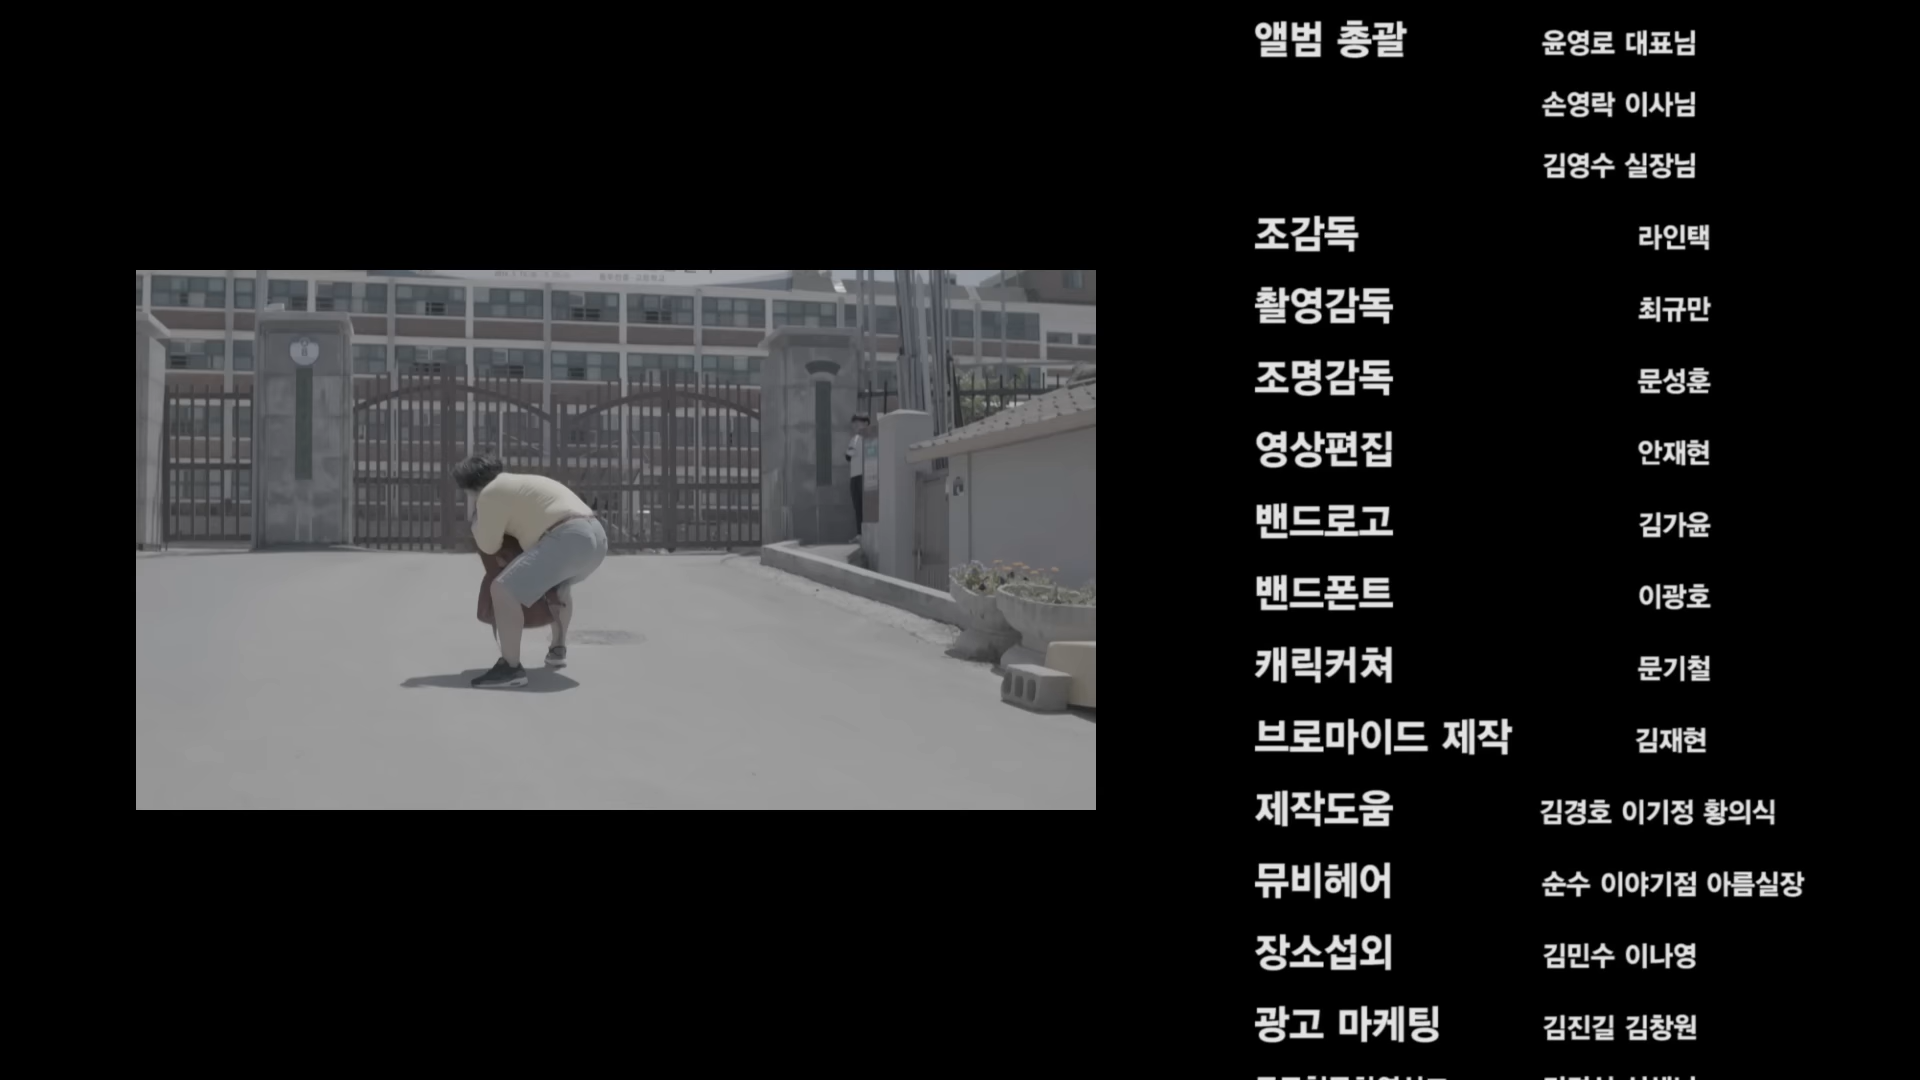 앨범 총괄 윤영로 대표님
손영락 이사님
김영수 실장님
조감독 라인택
촬영감독 최규만
조명감독 문성훈
영상편집 안재현
밴드로고 김가윤
밴드폰트 이광호
캐릭커쳐 문기철
브로마이드 제작 김재현
제작도움 김경호 이기정 황의식
뮤비헤어 순수 이야기점 아름실장
장소섭외 김민수 이나영
광고 마케팅 김진길 김창원